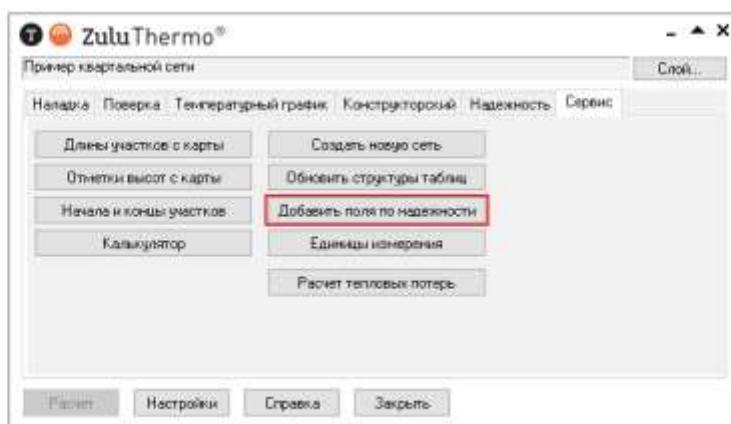 ZuluThermo®
Пример квартальной сети
Слой...
Наладка Поверка Температурный график Конструкторский Надежность Сервис
Длины участков с карты Создать новую сеть
Отметки высот с карты Обновить структуры таблиц
Начала и концы участков Добавить поля по надежности
Калькулятор Единицы измерения
Расчет тепловых потерь
Расчет Настройки Справка Закрыть